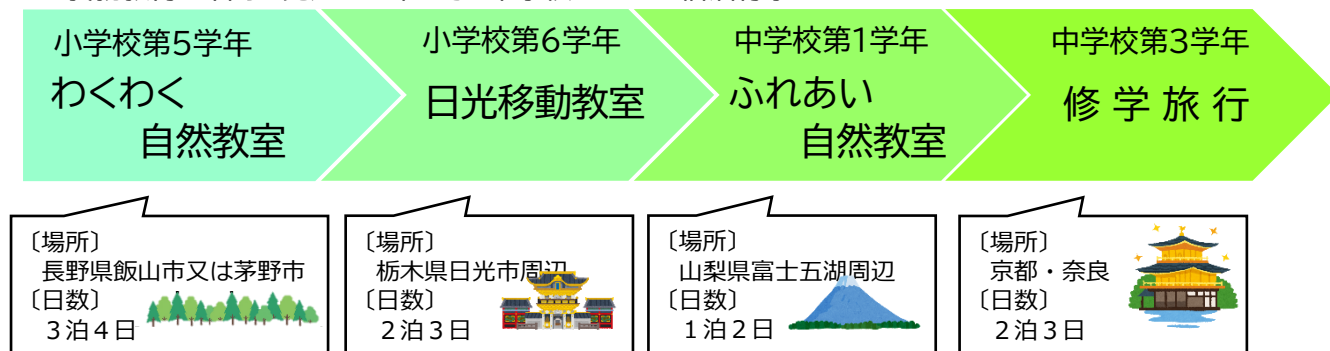 小学校第5学年
わくわく
自然教室
小学校第6学年
日光移動教室
中学校第1学年
ふれあい
自然教室
中学校第3学年
修学旅行
〔場所〕
長野県飯山市又は茅野市
〔日数〕
3泊4日
〔場所〕
栃木県日光市周辺
〔日数〕
2泊3日
〔場所〕
山梨県富士五湖周辺
〔日数〕
1泊2日
〔場所〕
京都・奈良
〔日数〕
2泊3日